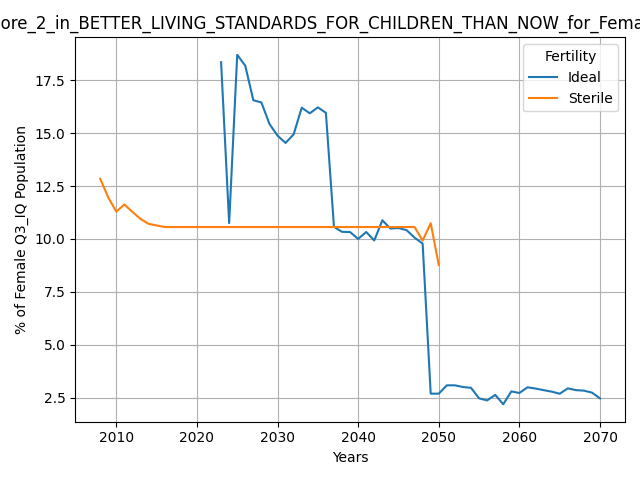 ore_2_in_BETTER_LIVING_STANDARDS_FOR_CHILDREN_THAN_NOW_for_Fema
Fertility
Ideal
Sterile
% of Female Q3_IQ Population
17.5
15.0
12.5
10.0
7.5
5.0
2.5
2010 2020 2030 2040 2050 2060 2070
Years